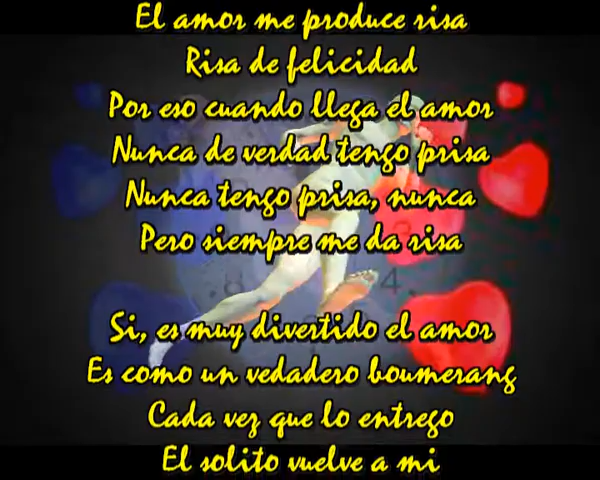 El amor me produce risa
Risa de felicidad
Por eso cuando llega el amor
Nunca de verdad tengo prisa
Nunca tengo prisa, nunca
Pero siempre me da risa
Si, es muy divertido el amor
Es como un vedadero boumerang
Cada vez que lo entrego
El solito vuelve a mi
8
4